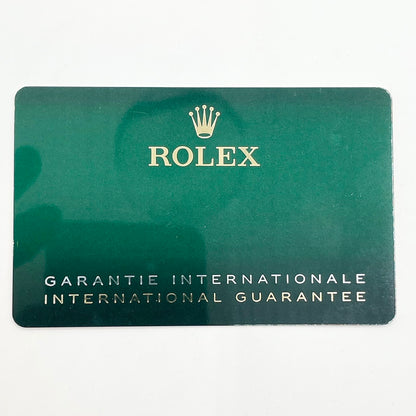 ROLEX
GARANTIE INTERNATIONALE
INTERNATIONAL GUARANTEE